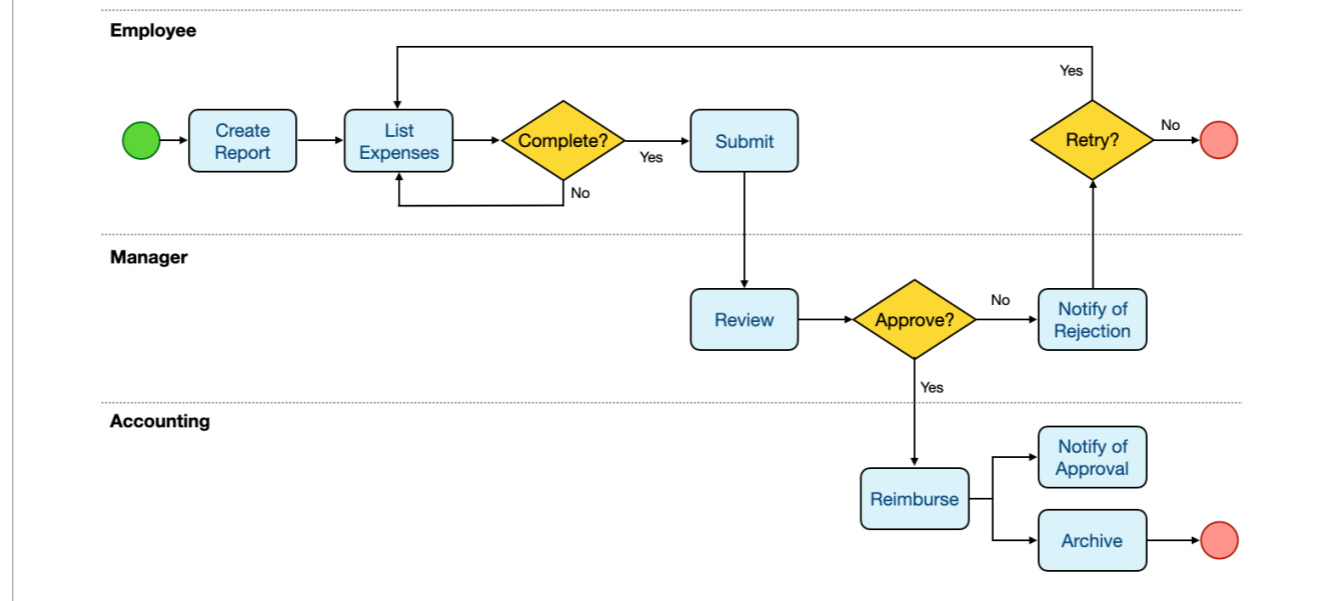 Employee
Yes
Create
Report
List
Expenses
Complete?
Yes
No
Submit
Retry?
No
Manager
Review
Approve?
No
Notify of
Rejection
Yes
Accounting
Reimburse
Notify of
Approval
Archive